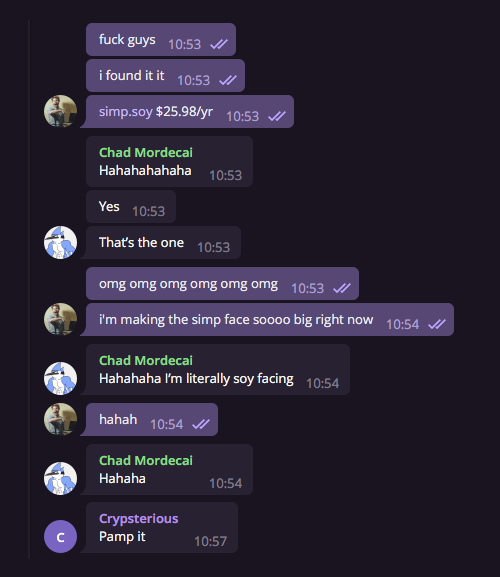 fuck guys 10:53
i found it it 10:53
simp.soy $25.98/yr 10:53
Chad Mordecai
Hahahahahaha 10:53
Yes 10:53
That's the one 10:53
omg omg omg omg omg omg 10:53
i'm making the simp face soooo big right now 10:54
Chad Mordecai
Hahahaha I'm literally soy facing 10:54
hahah 10:54
Chad Mordecai
Hahaha 10:54
C
Crypsterious
Pamp it 10:57